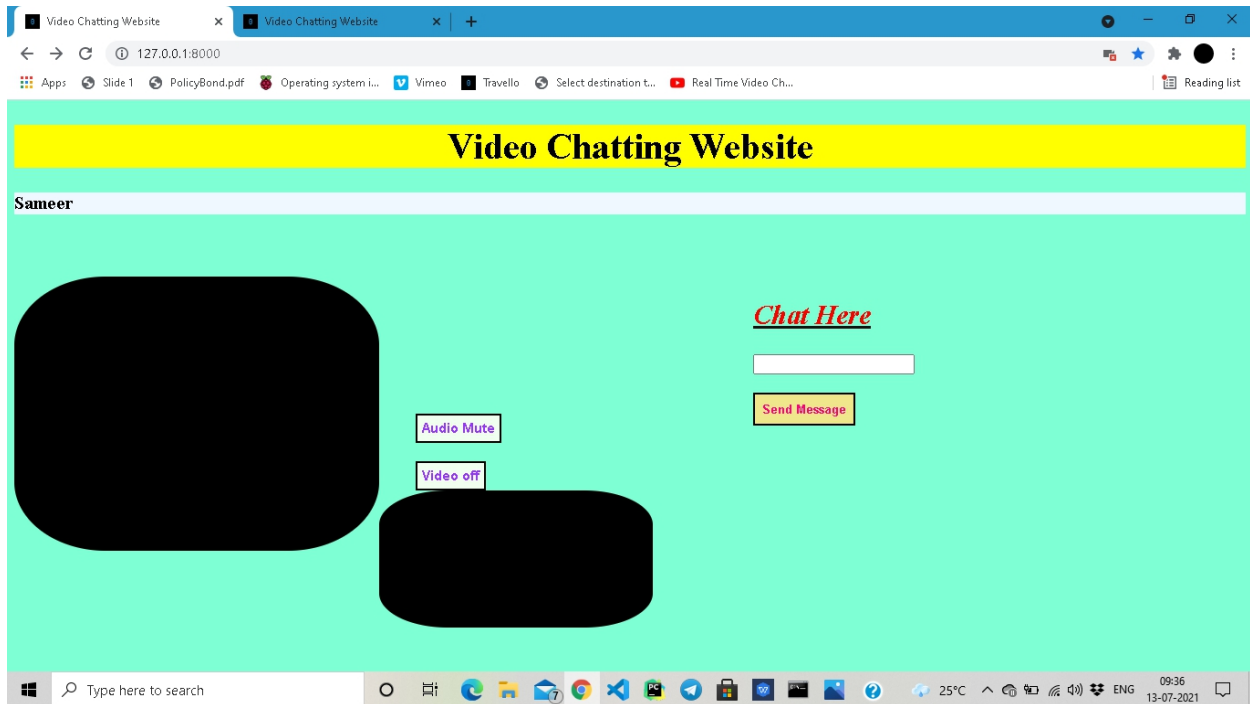 Video Chatting Website
Video Chatting Website
127.0.0.1:8000
Apps Slide 1 PolicyBond.pdf Operating system i... Vimeo Travello Select destination t... Real Time Video Ch... Reading list
Video Chatting Website
Sameer
Chat Here
Send Message
Audio Mute
Video off
Type here to search
7
PC
25°C
ENG
09:36
13-07-2021